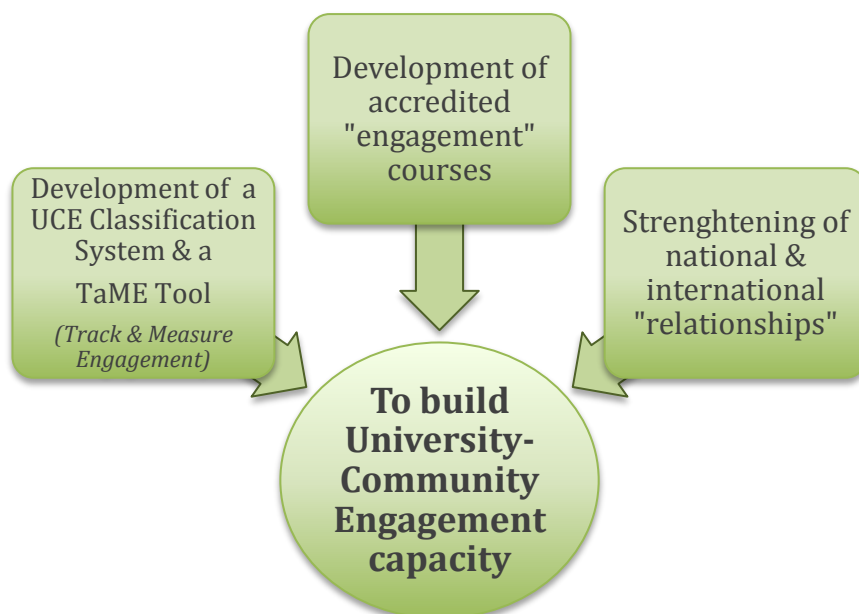 Development of a
UCE Classification
System & a
TaME Tool
(Track & Measure
Engagement)
Development of
accredited
"engagement"
courses
Strenghtening of
national &
international
"relationships"
To build
University-
Community
Engagement
capacity